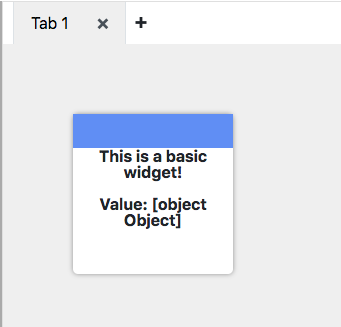 Tab 1 × +
This is a basic
widget!
Value: [object
Object]